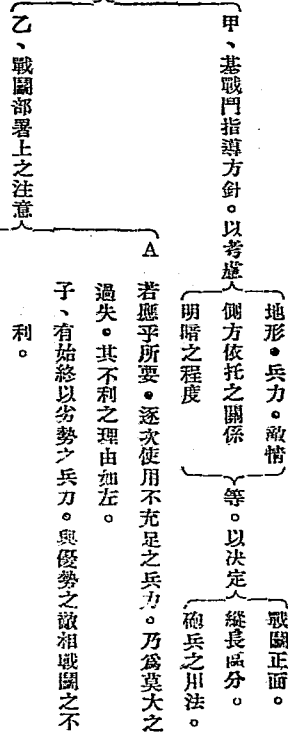 甲、基戰鬥指導方針。以考慮
地形。兵力。敵情
側方依托之關係
明暗之程度
等。以決定
戰鬭正面。
縱長區分。
砲兵之用法。
乙、戰鬭部署上之注意
A 若應乎所要。逐次使用不充足之兵力。乃爲莫大之
過失。其不利之理由如左。
子、有始終以劣勢之兵力。與優勢之敵相戰鬭之不
利。